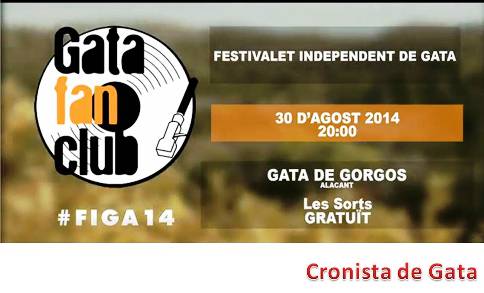 Gata
fan
club
#FIGA14
FESTIVALET INDEPENDENT DE GATA
30 D'AGOST 2014
20:00
GATA DE GORGOS
ALACANT
Les Sorts
GRATUÏT
Cronista de Gata